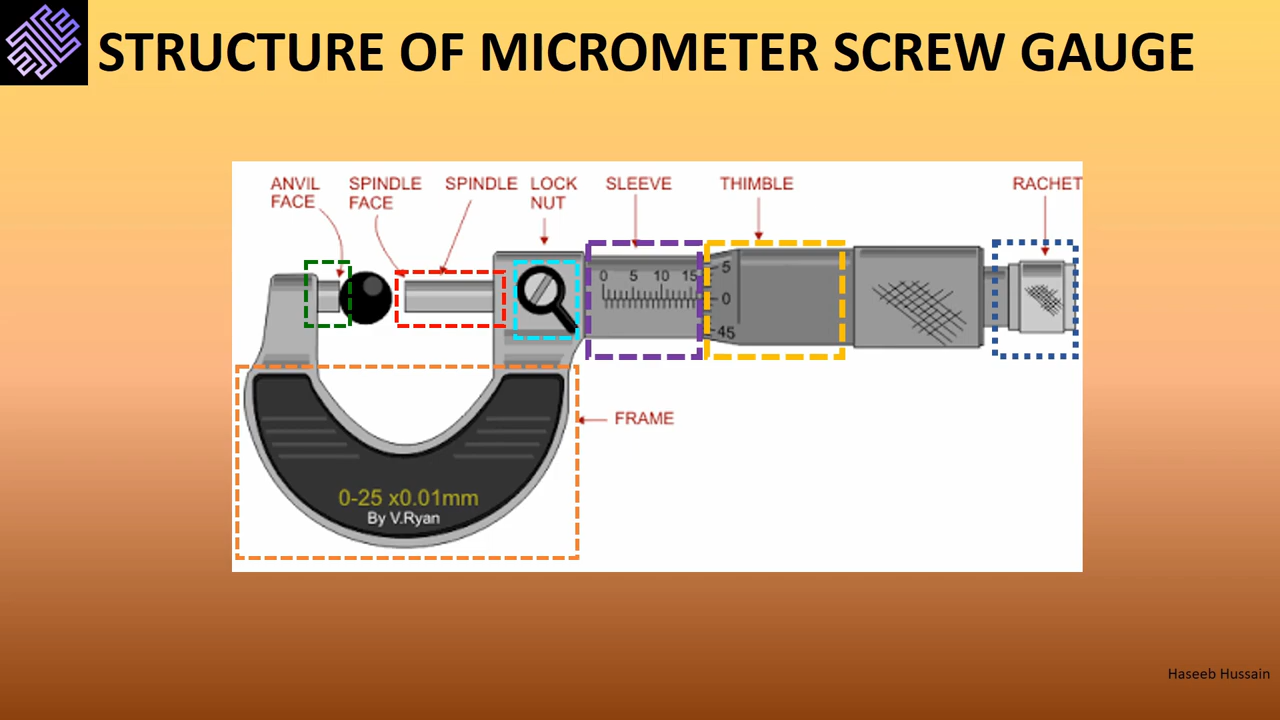 STRUCTURE OF MICROMETER SCREW GAUGE
ANVIL
FACE
SPINDLE
FACE
SPINDLE
LOCK
NUT
SLEEVE
THIMBLE
RACHET
0 5 10 15
5
0
45
FRAME
0-25 x0.01mm
By V.Ryan
Haseeb Hussain